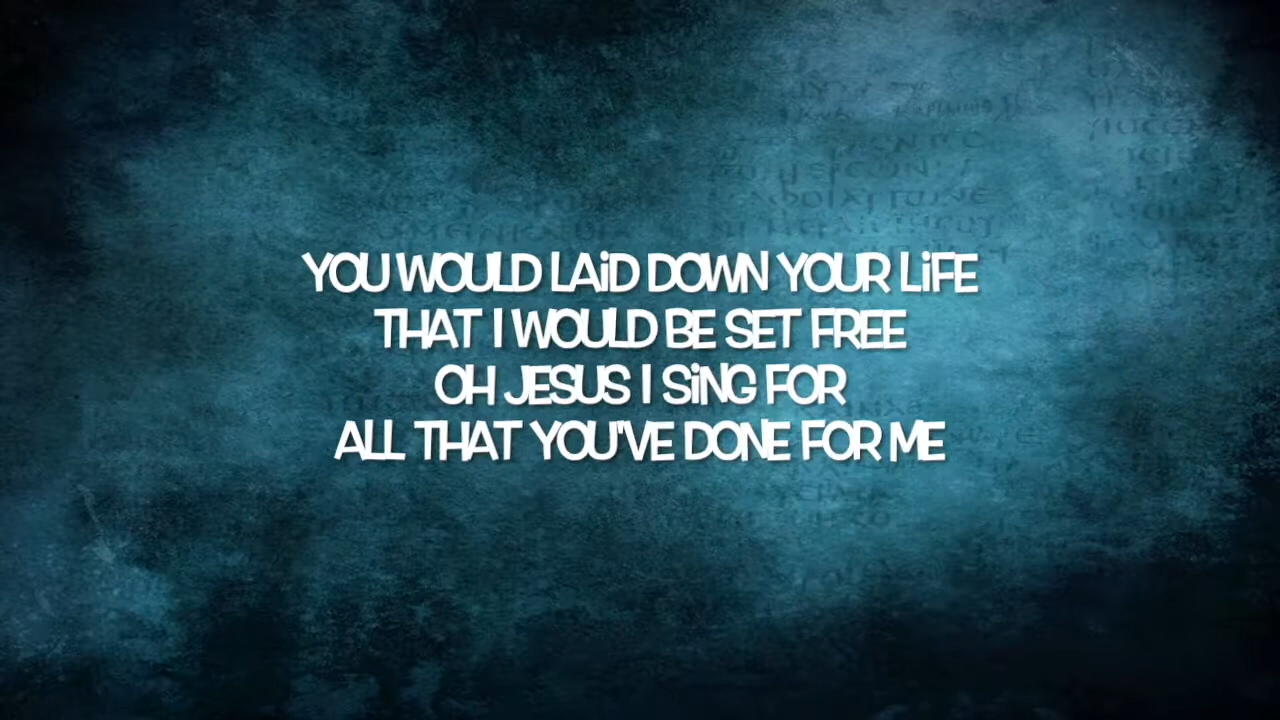 YOU WOULD LAiD DOWN YOUR LiFE
THAT I WOULD BE SET FREE
OH JESUS I SiNG FOR
ALL THAT YOU'VE DONE FOR ME